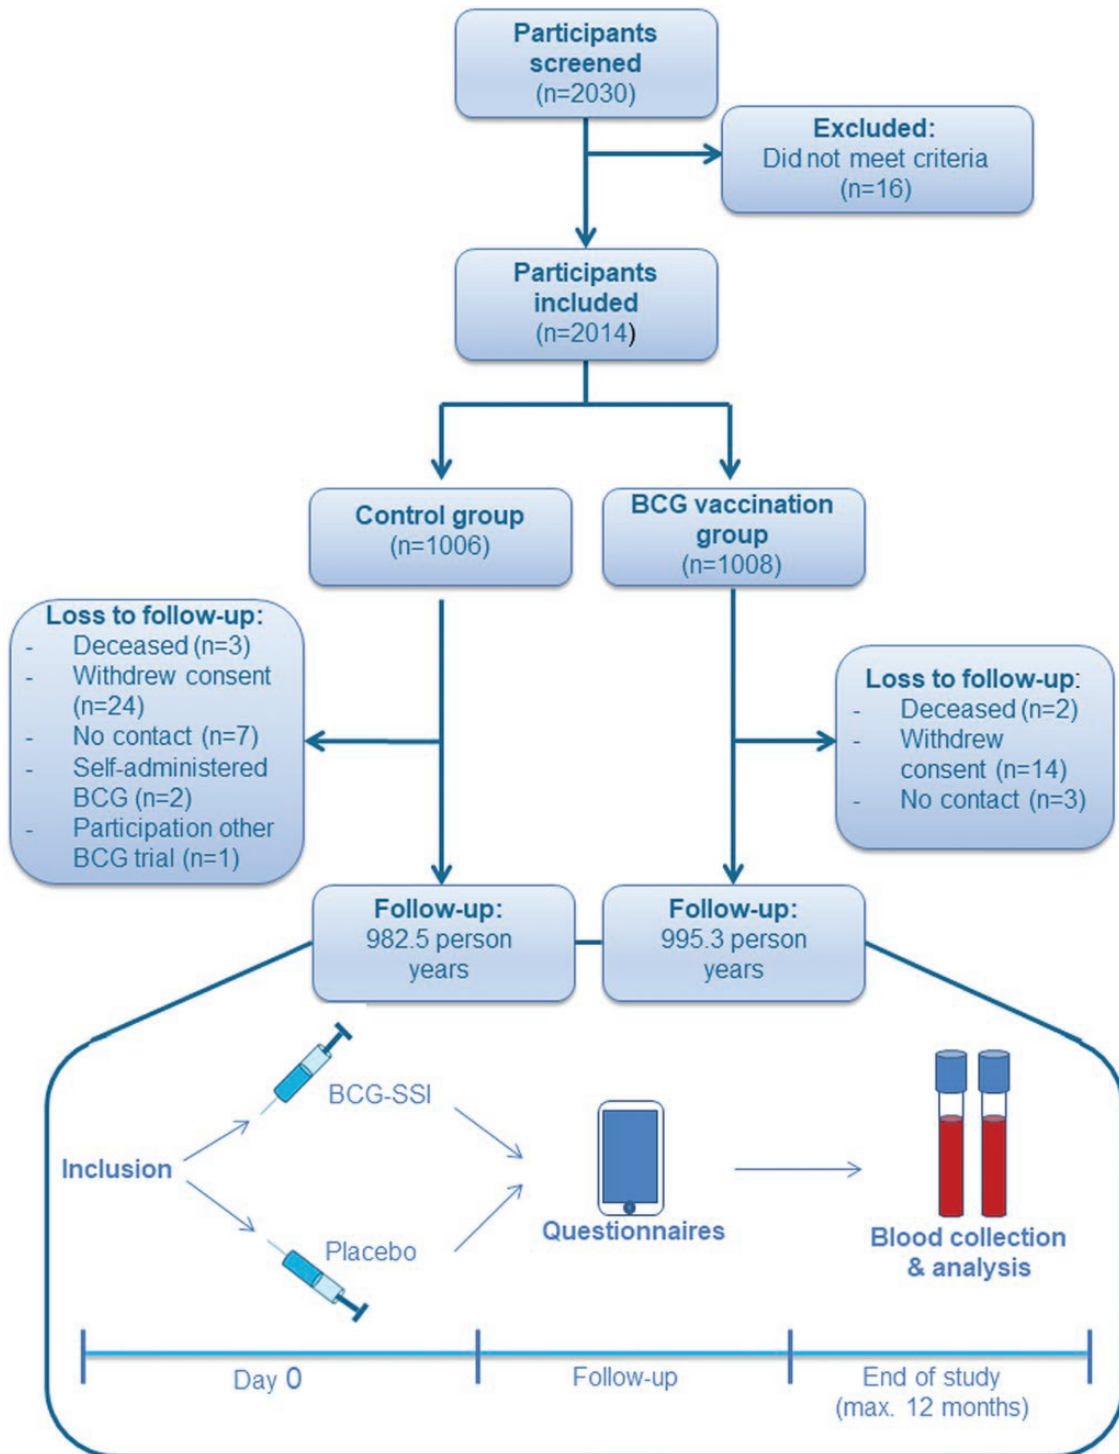 Participants
screened
(n=2030)
Excluded:
Did not meet criteria
(n=16)
Participants
included
(n=2014)
Control group
(n=1006)
BCG vaccination
group
(n=1008)
Loss to follow-up:
- Deceased (n=3)
- Withdrew consent
(n=24)
- No contact (n=7)
- Self-administered
BCG (n=2)
- Participation other
BCG trial (n=1)
Loss to follow-up:
- Deceased (n=2)
- Withdrew
consent (n=14)
- No contact (n=3)
Follow-up:
982.5 person
years
Follow-up:
995.3 person
years
BCG-SSI
Inclusion
Placebo
Questionnaires
Blood collection
& analysis
Day 0
Follow-up
End of study
(max. 12 months)